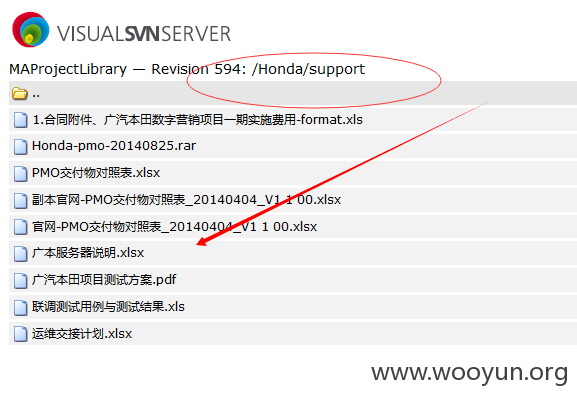 VISUALSVNSERVER
MAProjectLibrary — Revision 594: /Honda/support
..
1.合同附件、广汽本田数字营销项目一期实施费用-format.xls
Honda-pmo-20140825.rar
PMO交付物对照表.xlsx
副本官网-PMO交付物对照表_20140404_V1 1 00.xlsx
官网-PMO交付物对照表_20140404_V1 1 00.xlsx
广本服务器说明.xlsx
广汽本田项目测试方案.pdf
联调测试用例与测试结果.xls
运维交接计划.xlsx
www.wooyun.org